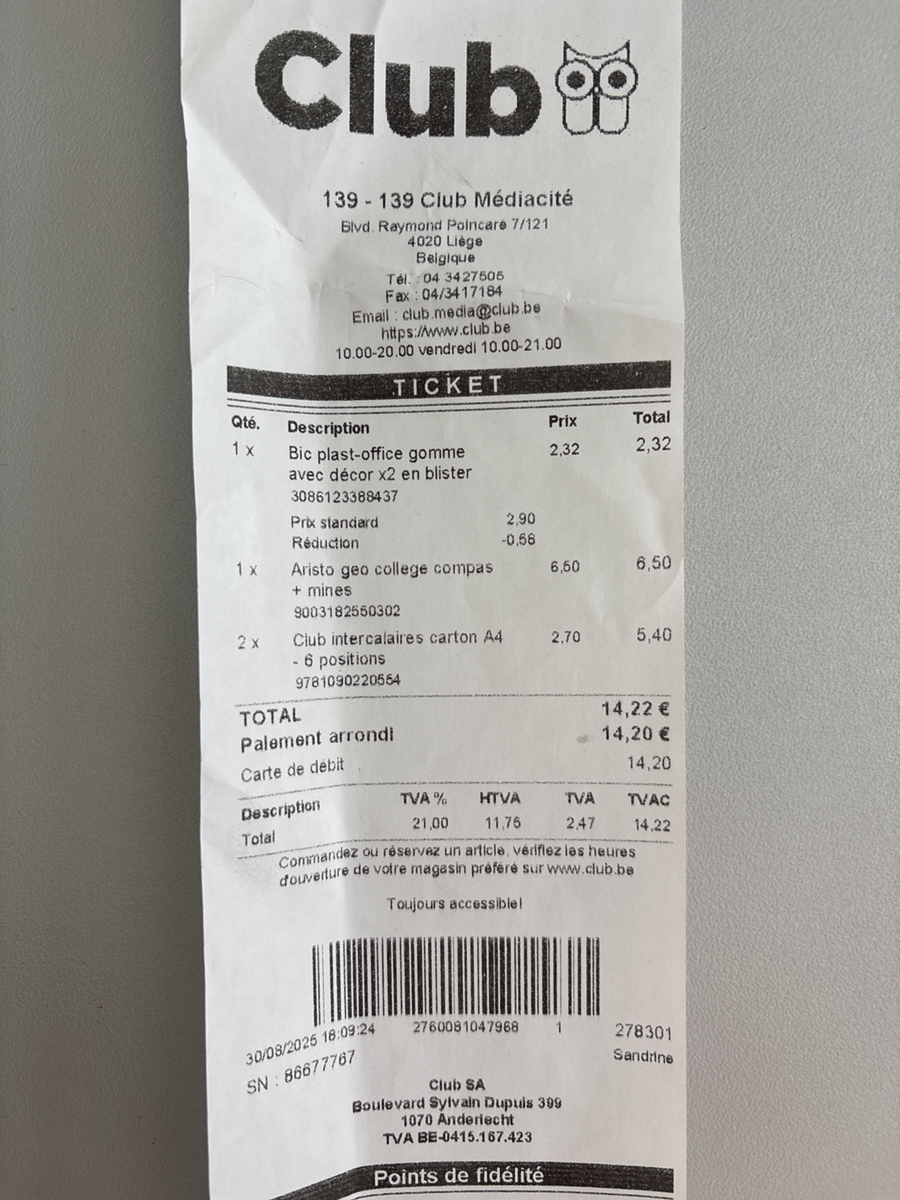 Club
139 - 139 Club Médiacité
Blvd. Raymond Poincaré 7/121
4020 Liège
Belgique
Tél. : 04 3427505
Fax : 04/3417184
Email : club.media@club.be
https://www.club.be
10.00-20.00 vendredi 10.00-21.00
TICKET
Qté. Description Prix Total
1 x Bic plast-office gomme 2,32 2,32
avec décor x2 en blister
3086123388437
Prix standard 2,90
Réduction -0,58
1 x Aristo geo college compas 6,50 6,50
+ mines
9003182550302
2 x Club intercalaires carton A4 2,70 5,40
- 6 positions
9781090220554
TOTAL 14,22 €
Paiement arrondi 14,20 €
Carte de débit 14,20
Description TVA % HTVA TVA TVAC
Total 21,00 11,75 2,47 14,22
Commandez ou réservez un article, vérifiez les heures
d'ouverture de votre magasin préféré sur www.club.be
Toujours accessible!
30/08/2025 18:09:24 2760081047968 1 278301
SN : 86677767 Sandrine
Club SA
Boulevard Sylvain Dupuis 399
1070 Anderlecht
TVA BE-0415.167.423
Points de fidélité